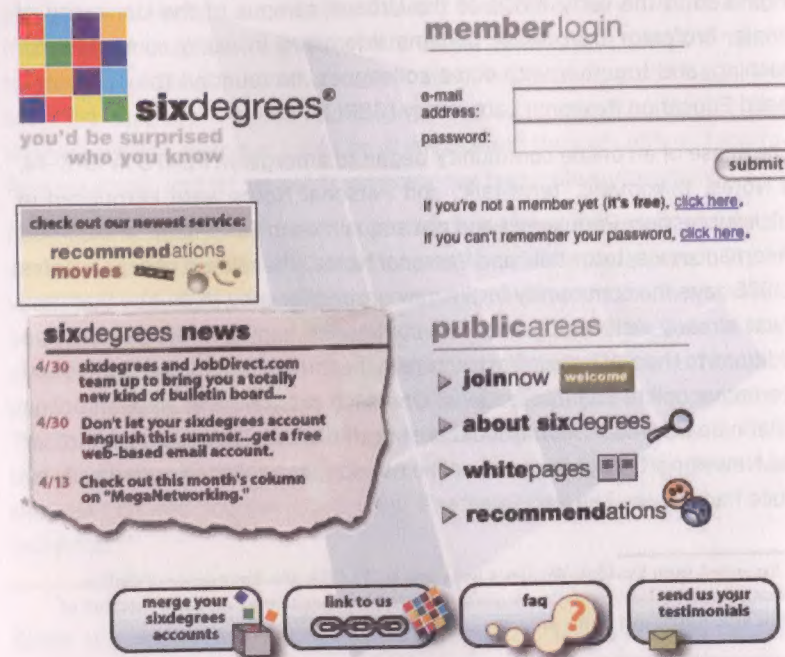 sixdegrees®
you'd be surprised
who you know
memberlogin
e-mail
address:
password:
submit
If you're not a member yet (it's free), click here.
If you can't remember your password, click here.
check out our newest service:
recommendations
movies
sixdegrees news
4/30 sixdegrees and JobDirect.com
team up to bring you a totally
new kind of bulletin board...
4/30 Don't let your sixdegrees account
languish this summer...get a free
web-based email account.
4/13 Check out this month's column
on "MegaNetworking."
publicareas
joinnow welcome
about sixdegrees
whitepages
recommendations
merge your
sixdegrees
accounts
link to us
faq
?
send us your
testimonials